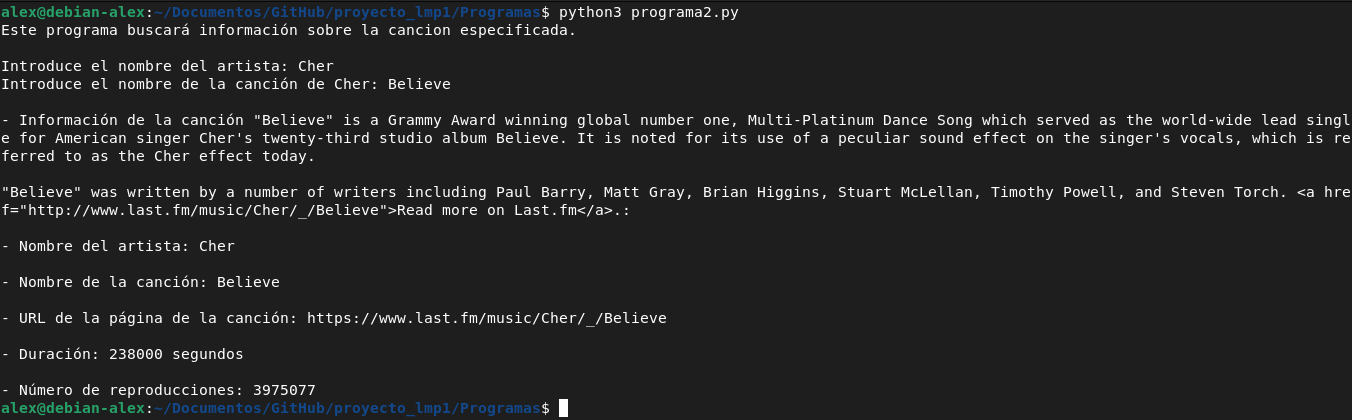 alex@debian-alex:~/Documentos/GitHub/proyecto_lmp1/Programas$ python3 programa2.py
Este programa buscará información sobre la cancion especificada.
Introduce el nombre del artista: Cher
Introduce el nombre de la canción de Cher: Believe
- Información de la canción "Believe" is a Grammy Award winning global number one, Multi-Platinum Dance Song which served as the world-wide lead singl
e for American singer Cher's twenty-third studio album Believe. It is noted for its use of a peculiar sound effect on the singer's vocals, which is re
ferred to as the Cher effect today.
"Believe" was written by a number of writers including Paul Barry, Matt Gray, Brian Higgins, Stuart McLellan, Timothy Powell, and Steven Torch. <a hre
f="http://www.last.fm/music/Cher/_/Believe">Read more on Last.fm</a>.:
- Nombre del artista: Cher
- Nombre de la canción: Believe
- URL de la página de la canción: https://www.last.fm/music/Cher/_/Believe
- Duración: 238000 segundos
- Número de reproducciones: 3975077
alex@debian-alex:~/Documentos/GitHub/proyecto_lmp1/Programas$